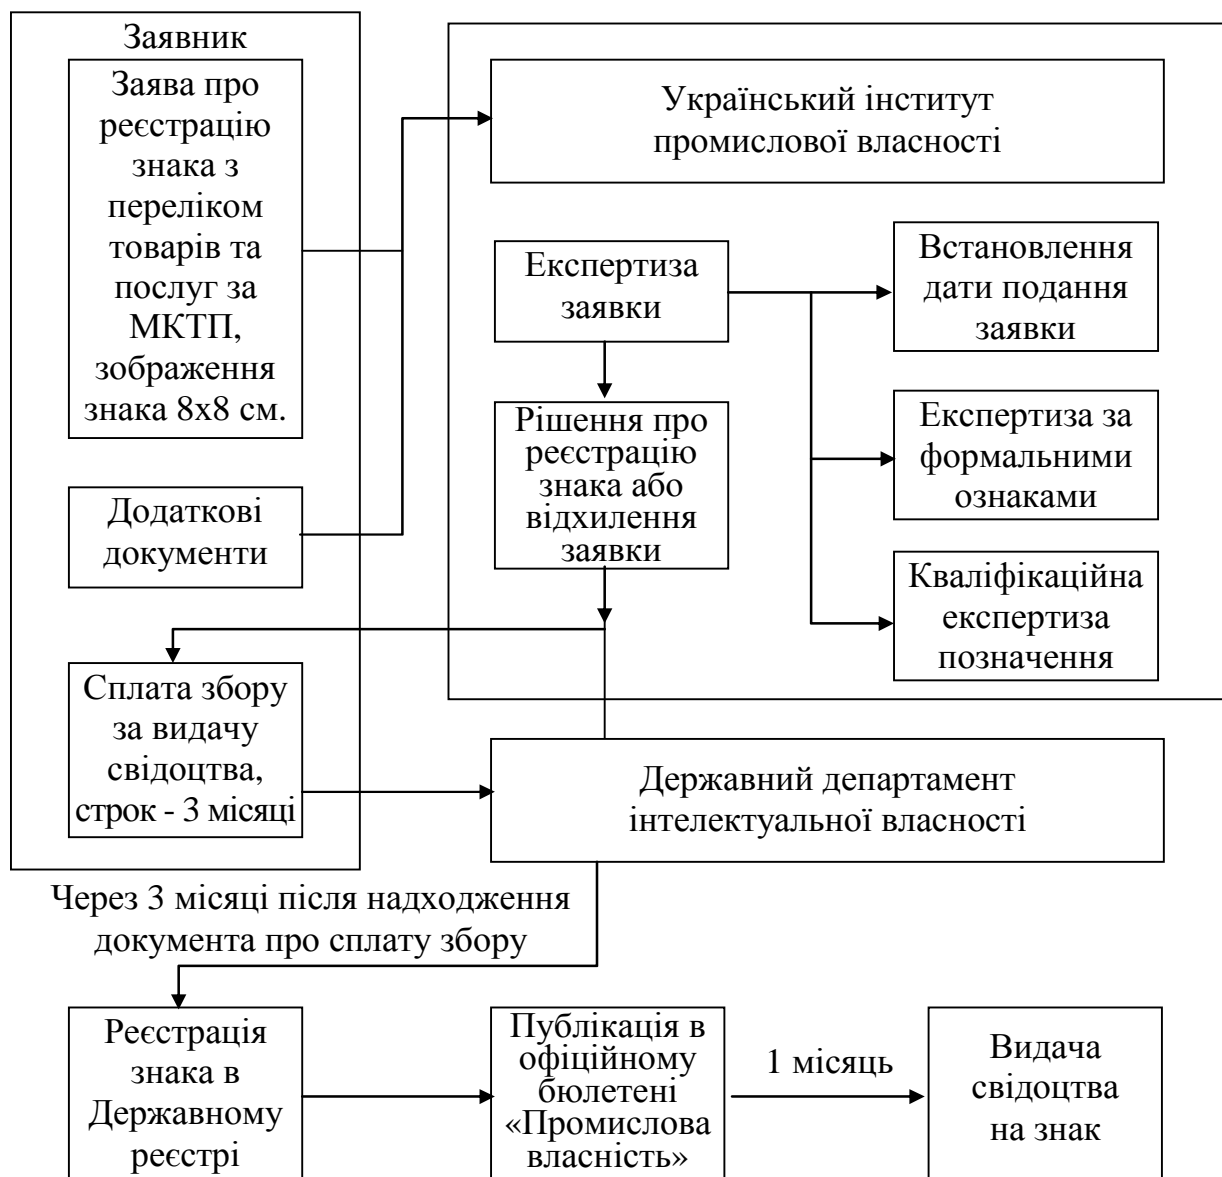 Заявник
Заява про
реєстрацію
знака з
переліком
товарів та
послуг за
МКТП,
зображення
знака 8х8 см.
Додаткові
документи
Сплата збору
за видачу
свідоцтва,
строк - 3 місяці
Український інститут
промислової власності
Експертиза
заявки
Рішення про
реєстрацію
знака або
відхилення
заявки
Встановлення
дати подання
заявки
Експертиза за
формальними
ознаками
Кваліфікаційна
експертиза
позначення
Державний департамент
інтелектуальної власності
Через 3 місяці після надходження
документа про сплату збору
Реєстрація
знака в
Державному
реєстрі
Публікація в
офіційному
бюлетені
«Промислова
власність»
1 місяць
Видача
свідоцтва
на знак